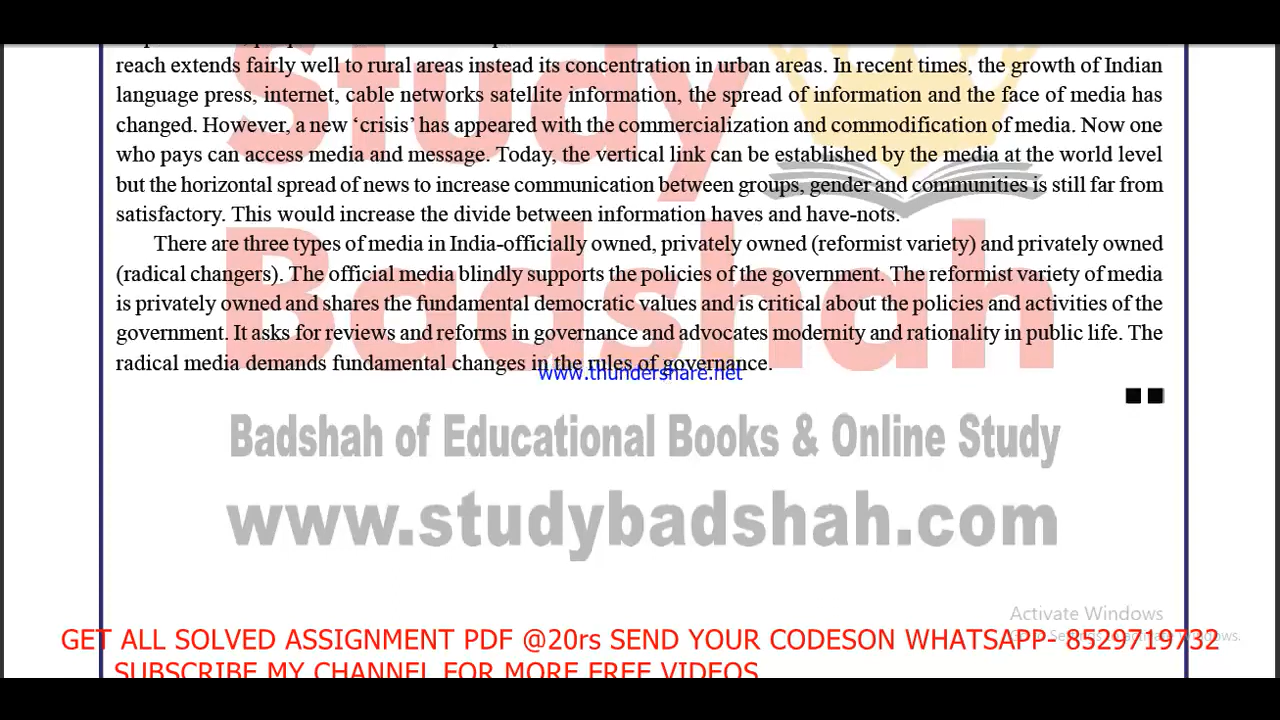 reach extends fairly well to rural areas instead its concentration in urban areas. In recent times, the growth of Indian
language press, internet, cable networks satellite information, the spread of information and the face of media has
changed. However, a new ‘crisis’ has appeared with the commercialization and commodification of media. Now one
who pays can access media and message. Today, the vertical link can be established by the media at the world level
but the horizontal spread of news to increase communication between groups, gender and communities is still far from
satisfactory. This would increase the divide between information haves and have-nots.
There are three types of media in India-officially owned, privately owned (reformist variety) and privately owned
(radical changers). The official media blindly supports the policies of the government. The reformist variety of media
is privately owned and shares the fundamental democratic values and is critical about the policies and activities of the
government. It asks for reviews and reforms in governance and advocates modernity and rationality in public life. The
radical media demands fundamental changes in the rules of governance.
www.thundershare.net
Study
Badshah
Badshah of Educational Books & Online Study
www.studybadshah.com
Activate Windows
GET ALL SOLVED ASSIGNMENT PDF @20rs SEND YOUR CODESON WHATSAPP- 8529719732
SUBSCRIBE MY CHANNEL FOR MORE FREE VIDEOS